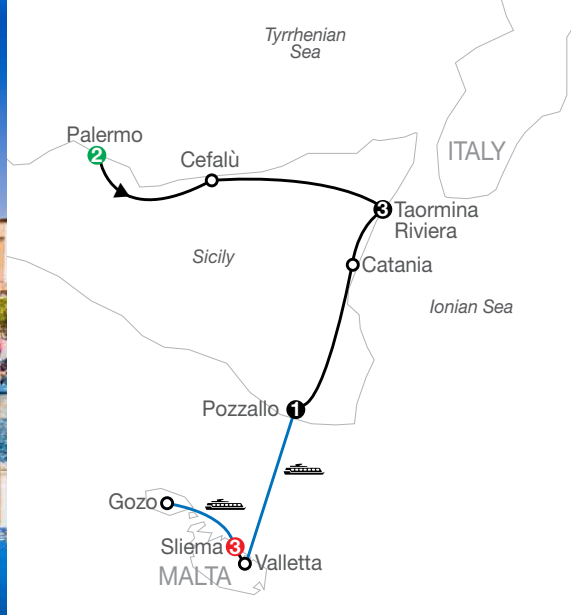 Tyrrhenian
Sea
Palermo
2
ITALY
Cefalù
3 Taormina
Riviera
Sicily
Catania
Ionian Sea
Pozzallo 1
Gozo
Sliema 3
Valletta
MALTA